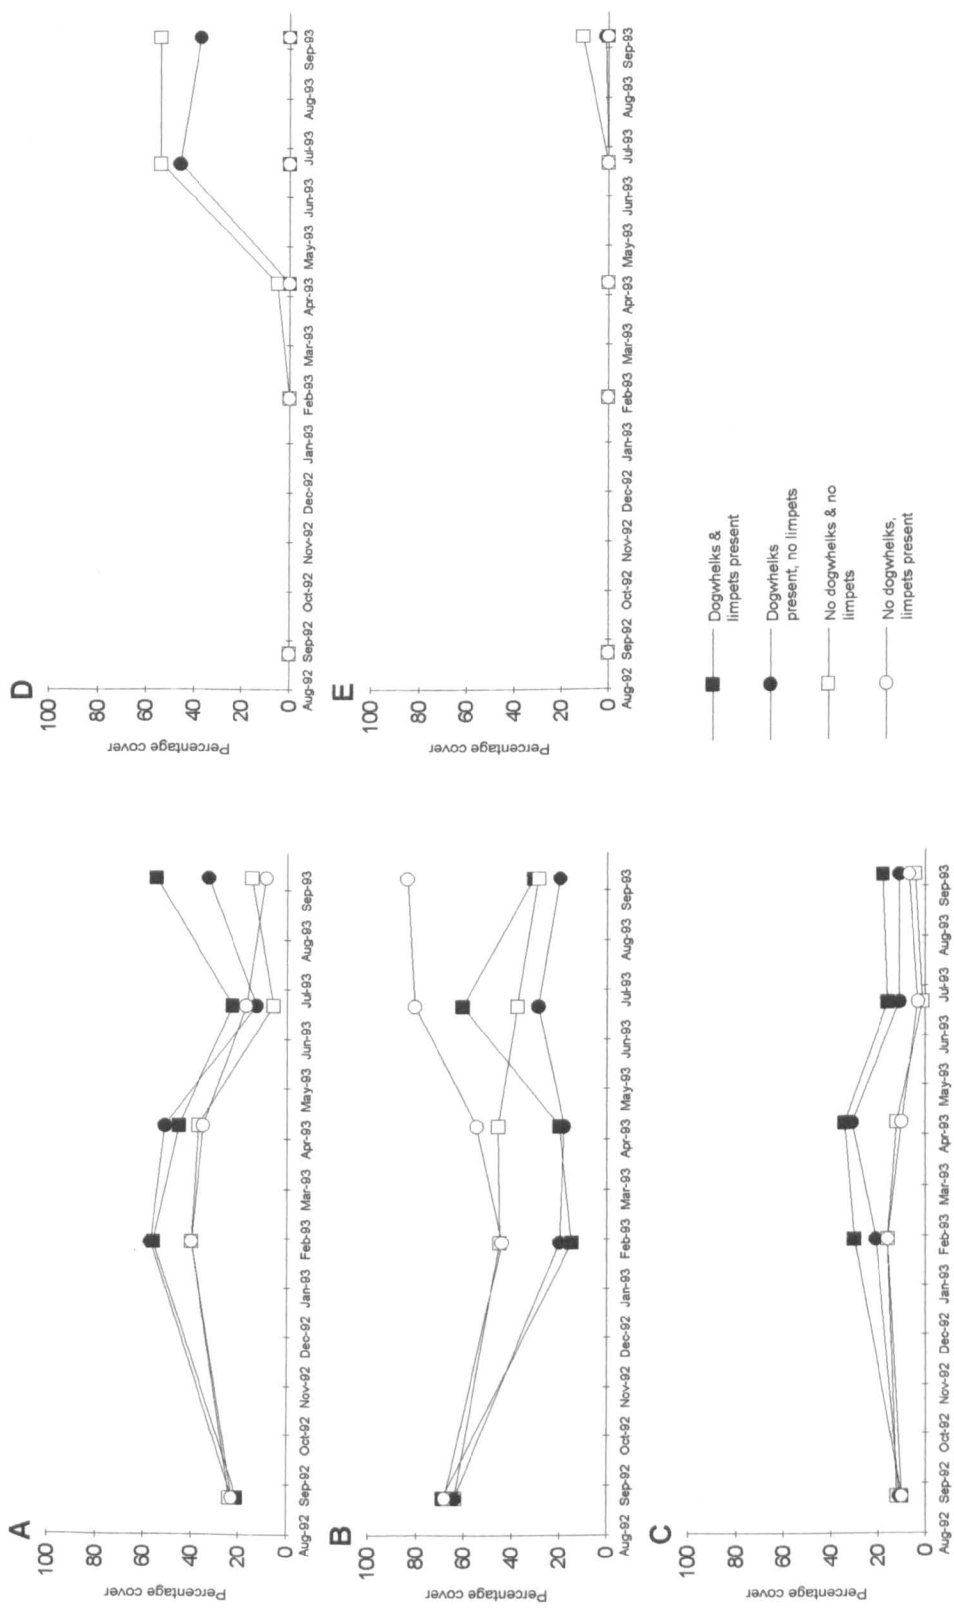 A
100
80
60
40
20
0
Percentage cover
Aug-92 Sep-92 Oct-92 Nov-92 Dec-92 Jan-93 Feb-93 Mar-93 Apr-93 May-93 Jun-93 Jul-93 Aug-93 Sep-93
B
100
80
60
40
20
0
Percentage cover
Aug-92 Sep-92 Oct-92 Nov-92 Dec-92 Jan-93 Feb-93 Mar-93 Apr-93 May-93 Jun-93 Jul-93 Aug-93 Sep-93
C
100
80
60
40
20
0
Percentage cover
Aug-92 Sep-92 Oct-92 Nov-92 Dec-92 Jan-93 Feb-93 Mar-93 Apr-93 May-93 Jun-93 Jul-93 Aug-93 Sep-93
D
100
80
60
40
20
0
Percentage cover
Aug-92 Sep-92 Oct-92 Nov-92 Dec-92 Jan-93 Feb-93 Mar-93 Apr-93 May-93 Jun-93 Jul-93 Aug-93 Sep-93
E
100
80
60
40
20
0
Percentage cover
Aug-92 Sep-92 Oct-92 Nov-92 Dec-92 Jan-93 Feb-93 Mar-93 Apr-93 May-93 Jun-93 Jul-93 Aug-93 Sep-93
Dogwhelks &
limpets present
Dogwhelks
present, no limpets
No dogwhelks & no
limpets
No dogwhelks,
limpets present